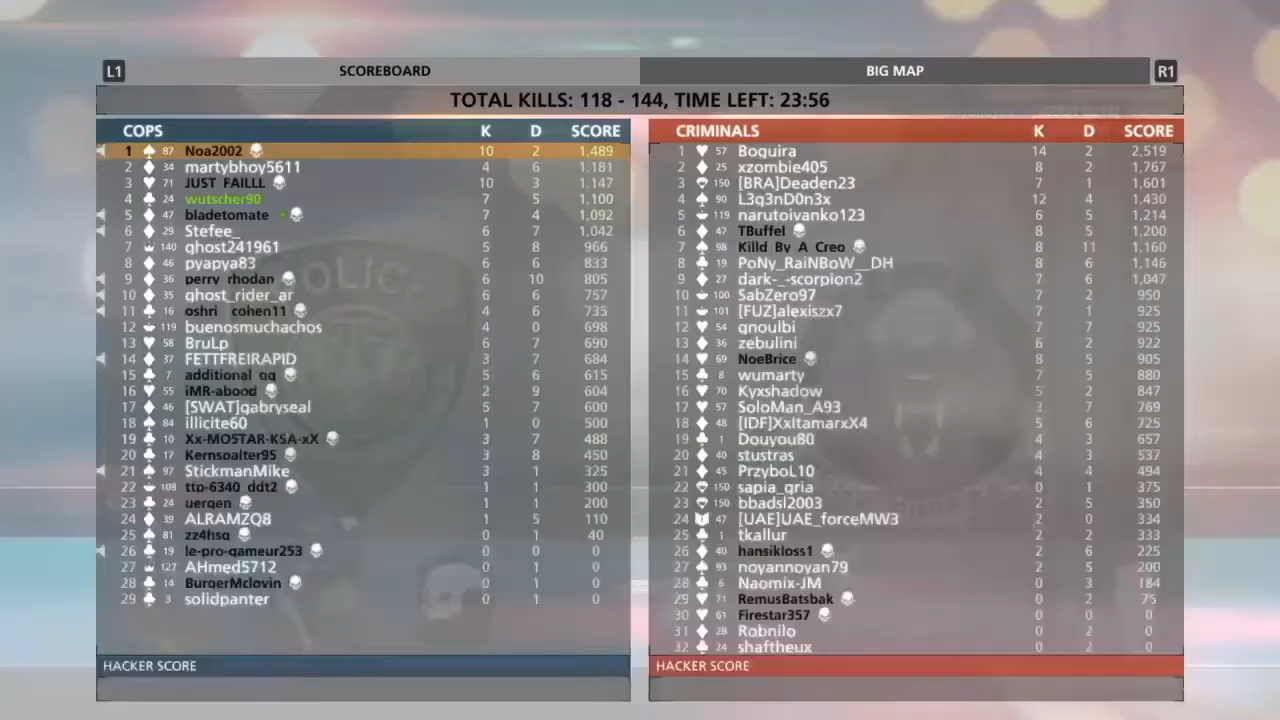 L1 SCOREBOARD BIG MAP R1
TOTAL KILLS: 118 - 144, TIME LEFT: 23:56
COPS K D SCORE
1 87 Noa2002 10 2 1,489
2 34 martybhoy5611 4 6 1,181
3 71 JUST_FAILLL 10 3 1,147
4 24 wutscher90 7 5 1,100
5 47 bladetomate 7 4 1,092
6 29 Stefee_ 6 7 1,042
7 140 ghost241961 5 8 966
8 46 pyapya83 6 6 833
9 36 perry_rhodan 6 10 805
10 35 ghost_rider_ar 6 6 757
11 16 oshri__cohen11 4 6 735
12 119 buenosmuchachos 4 0 698
13 58 BruLp 6 7 690
14 37 FETTFREIRAPID 3 7 684
15 7 additional_gg 5 6 615
16 55 iMR-abood 2 9 604
17 46 [SWAT]gabryseal 5 7 600
18 84 illicite60 1 0 500
19 10 Xx-MOSTAR-KSA-xX 3 7 488
20 17 Kernspalter95 3 8 450
21 97 StickmanMike 3 1 325
22 108 ttp-6340_ddt2 1 1 300
23 24 uergen 1 1 200
24 39 ALRAMZQ8 1 5 110
25 81 zz4hsg 0 1 40
26 19 le-pro-gameur253 0 0 0
27 127 AHmed5712 0 1 0
28 14 BurgerMclovin 0 1 0
29 3 solidpanter 0 1 0
HACKER SCORE
CRIMINALS K D SCORE
1 57 Boguira 14 2 2,519
2 25 xzombie405 8 2 1,767
3 150 [BRA]Deaden23 7 1 1,601
4 90 L3g3nD0n3x 12 4 1,430
5 119 narutoivanko123 6 5 1,214
6 47 TBuffel 8 5 1,200
7 98 Killd_By_A_Creo 8 11 1,160
8 19 PoNy_RaiNBoW__DH 8 6 1,146
9 27 dark-_-scorpion2 7 6 1,047
10 100 SabZero97 7 2 950
11 101 [FUZ]alexiszx7 7 1 925
12 54 gnoulbi 7 7 925
13 36 zebulini 6 2 922
14 69 NoeBrice 8 5 905
15 8 wumarty 7 5 880
16 70 Kyxshadow 5 2 847
17 57 SoloMan_A93 3 7 769
18 48 [IDF]XxItamarxX4 5 6 725
19 1 Douyou80 4 3 657
20 40 stustras 4 3 537
21 45 PrzyboL10 4 4 494
22 150 sapia_gria 0 1 375
23 150 bbadsl2003 2 5 350
24 47 [UAE]UAE_forceMW3 2 0 334
25 1 tkallur 2 2 333
26 40 hansikloss1 2 6 225
27 93 noyannoyan79 2 5 200
28 6 Naomix-JM 0 3 184
29 71 RemusBatsbak 0 2 75
30 61 Firestar357 0 0 0
31 28 Robnilo 0 2 0
32 24 shaftheux 0 2 0
HACKER SCORE